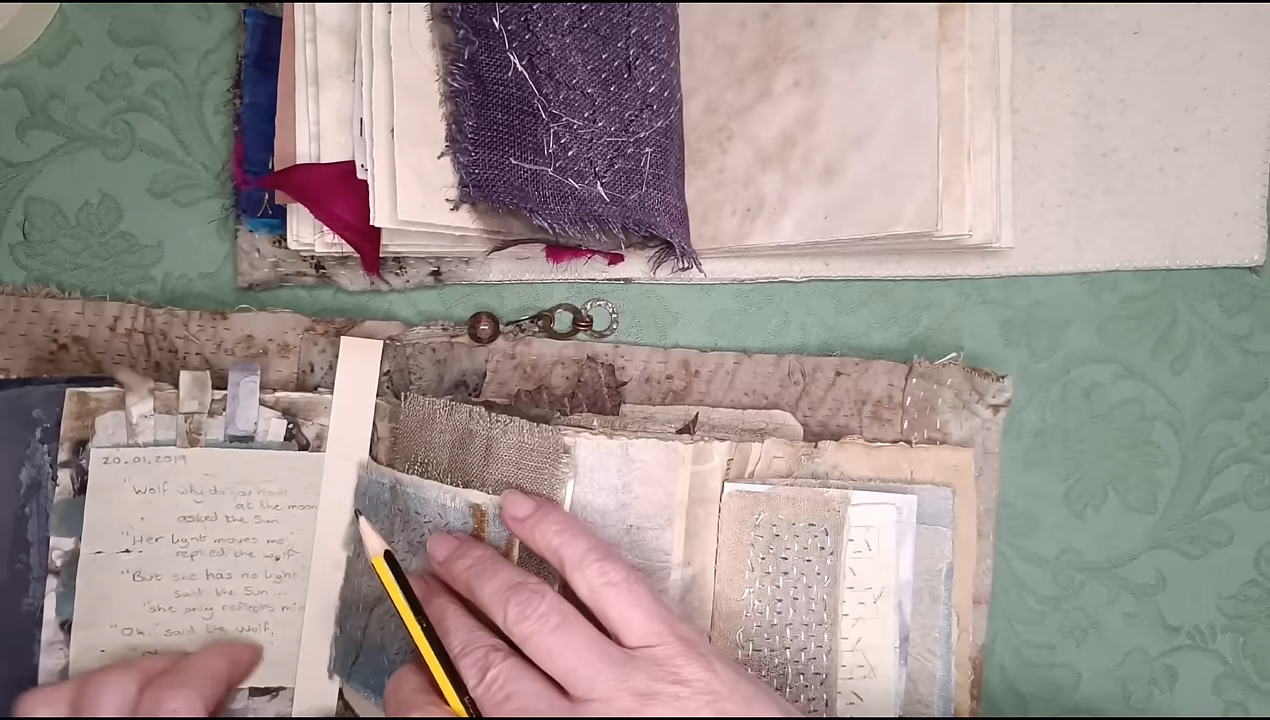 20.01.2019
"Wolf why do you howl
at the moon
asked the Sun
"Her light moves me"
replied the wolf
"But she has no light
said the Sun...
"she only reflects min
"Oh," said the wolf,